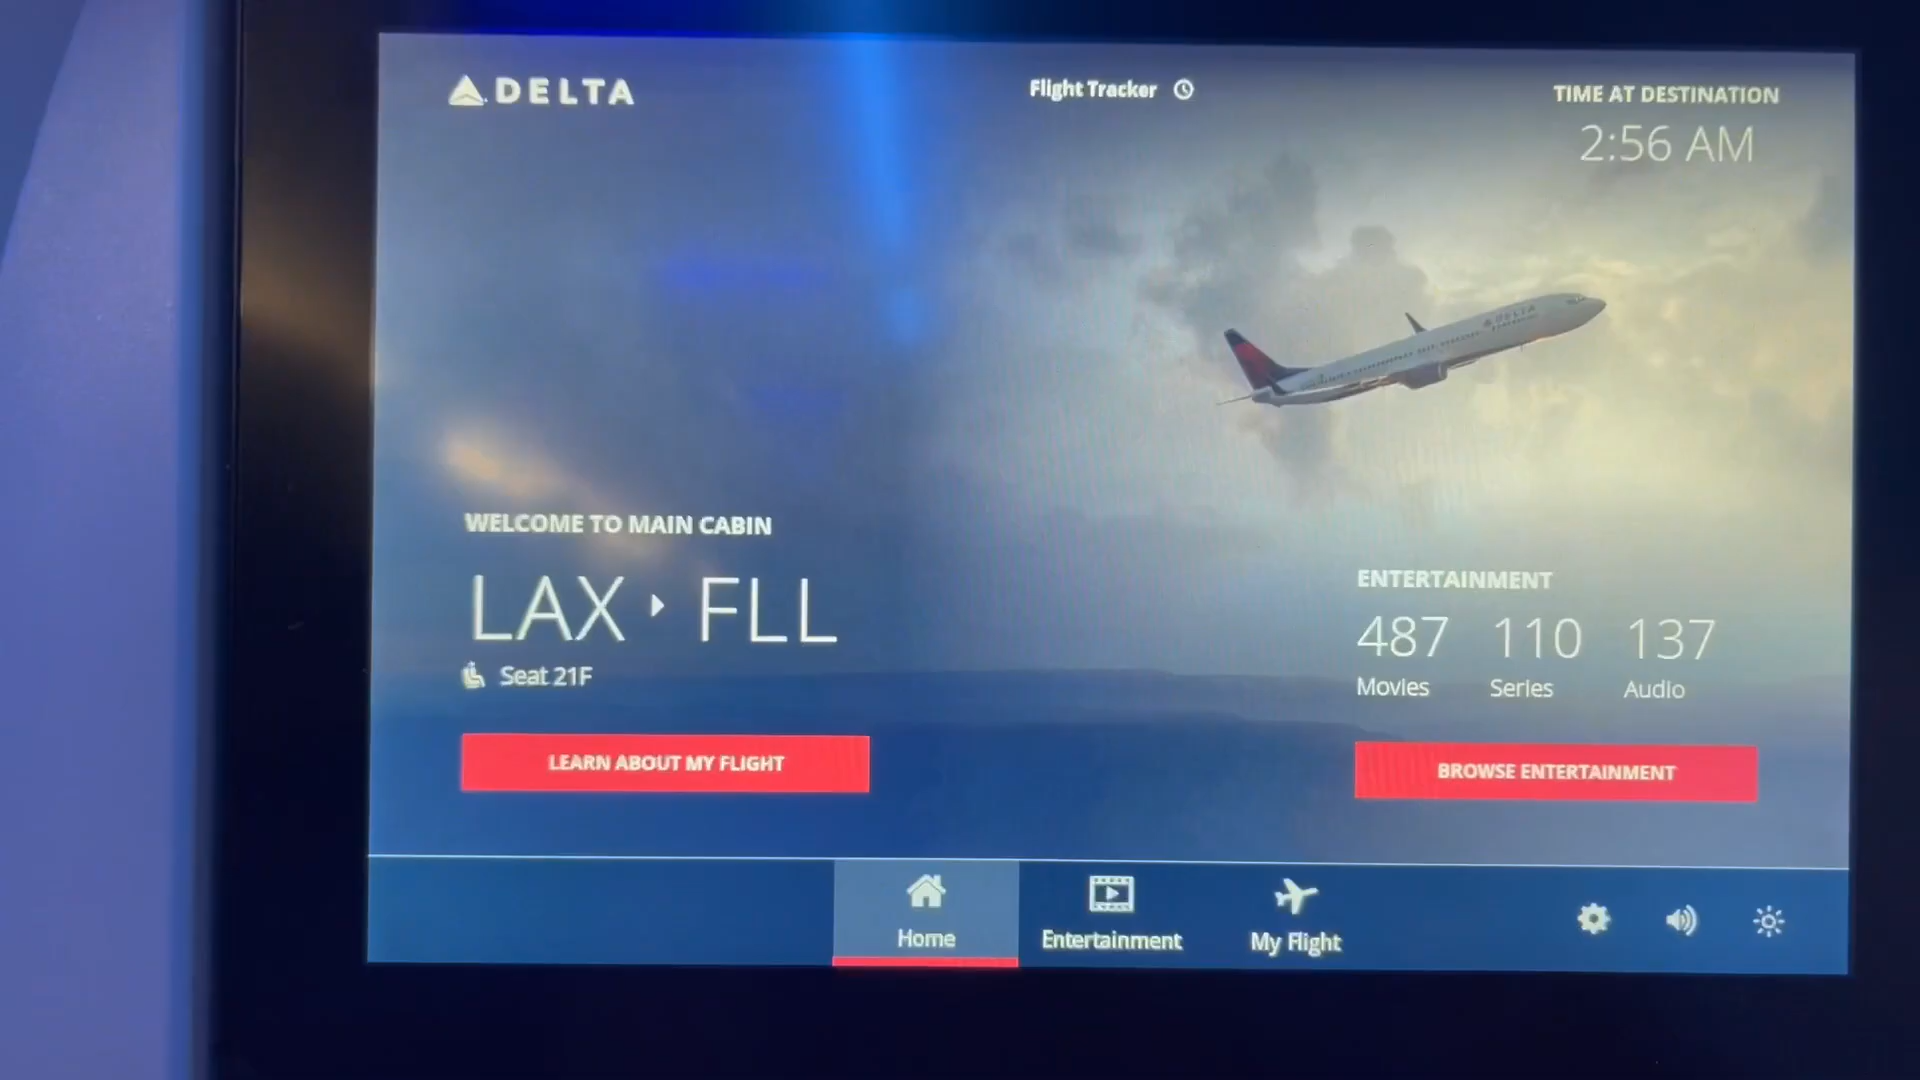 DELTA
Flight Tracker
TIME AT DESTINATION
2:56 AM
DELTA
WELCOME TO MAIN CABIN
LAX FLL
Seat 21F
LEARN ABOUT MY FLIGHT
ENTERTAINMENT
487 110 137
Movies Series Audio
BROWSE ENTERTAINMENT
Home
Entertainment
My Flight